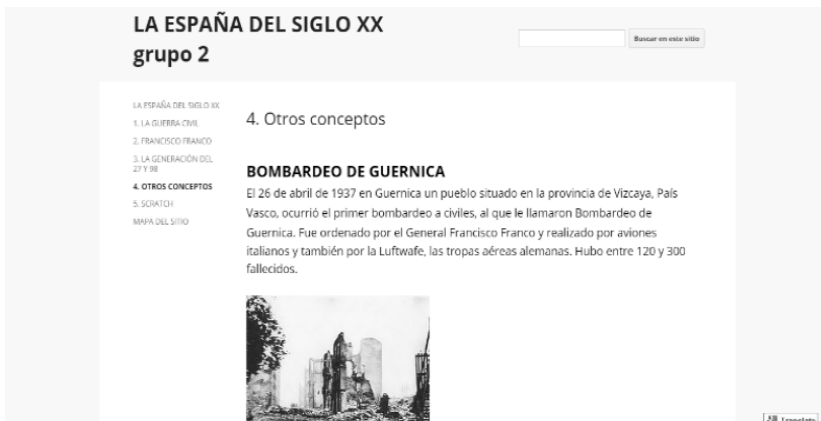 LA ESPAÑA DEL SIGLO XX
grupo 2
Buscar en este sitio
LA ESPAÑA DEL SIGLO XX
1. LA GUERRA CIVIL
2. FRANCISCO FRANCO
3. LA GENERACIÓN DEL
27 Y 98
4. OTROS CONCEPTOS
5. SCRATCH
MAPA DEL SITIO
4. Otros conceptos
BOMBARDEO DE GUERNICA
El 26 de abril de 1937 en Guernica un pueblo situado en la provincia de Vizcaya, País
Vasco, ocurrió el primer bombardeo a civiles, al que le llamaron Bombardeo de
Guernica. Fue ordenado por el General Francisco Franco y realizado por aviones
italianos y también por la Luftwafe, las tropas aéreas alemanas. Hubo entre 120 y 300
fallecidos.
Translate